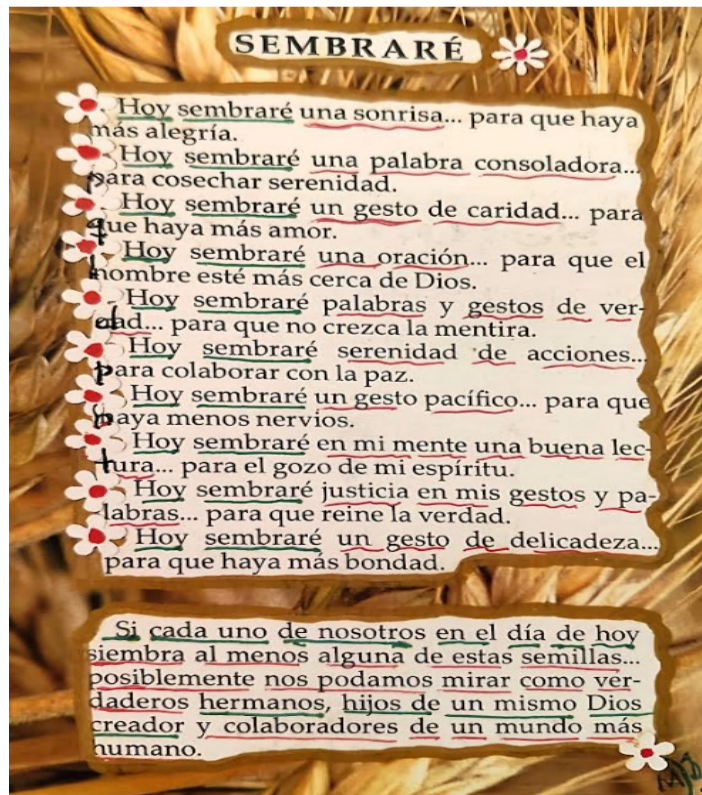 SEMBRARÉ
Hoy sembraré una sonrisa... para que haya
más alegría.
Hoy sembraré una palabra consoladora...
para cosechar serenidad.
Hoy sembraré un gesto de caridad... para
que haya más amor.
Hoy sembraré una oración... para que el
hombre esté más cerca de Dios.
- Hoy sembraré palabras y gestos de ver-
dad... para que no crezca la mentira.
Hoy sembraré serenidad de acciones...
para colaborar con la paz.
Hoy sembraré un gesto pacífico... para que
haya menos nervios.
Hoy sembraré en mi mente una buena lec-
tura... para el gozo de mi espíritu.
Hoy sembraré justicia en mis gestos y pa-
labras... para que reine la verdad.
Hoy sembraré un gesto de delicadeza...
para que haya más bondad.
Si cada uno de nosotros en el día de hoy
siembra al menos alguna de estas semillas...
posiblemente nos podamos mirar como ver-
daderos hermanos, hijos de un mismo Dios
creador y colaboradores de un mundo más
humano.